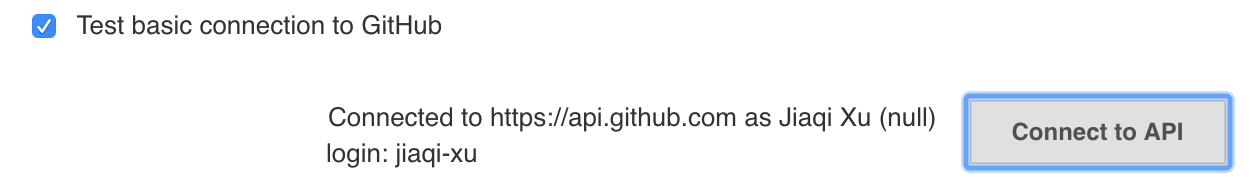 Test basic connection to GitHub
Connected to https://api.github.com as Jiaqi Xu (null)
login: jiaqi-xu
Connect to API